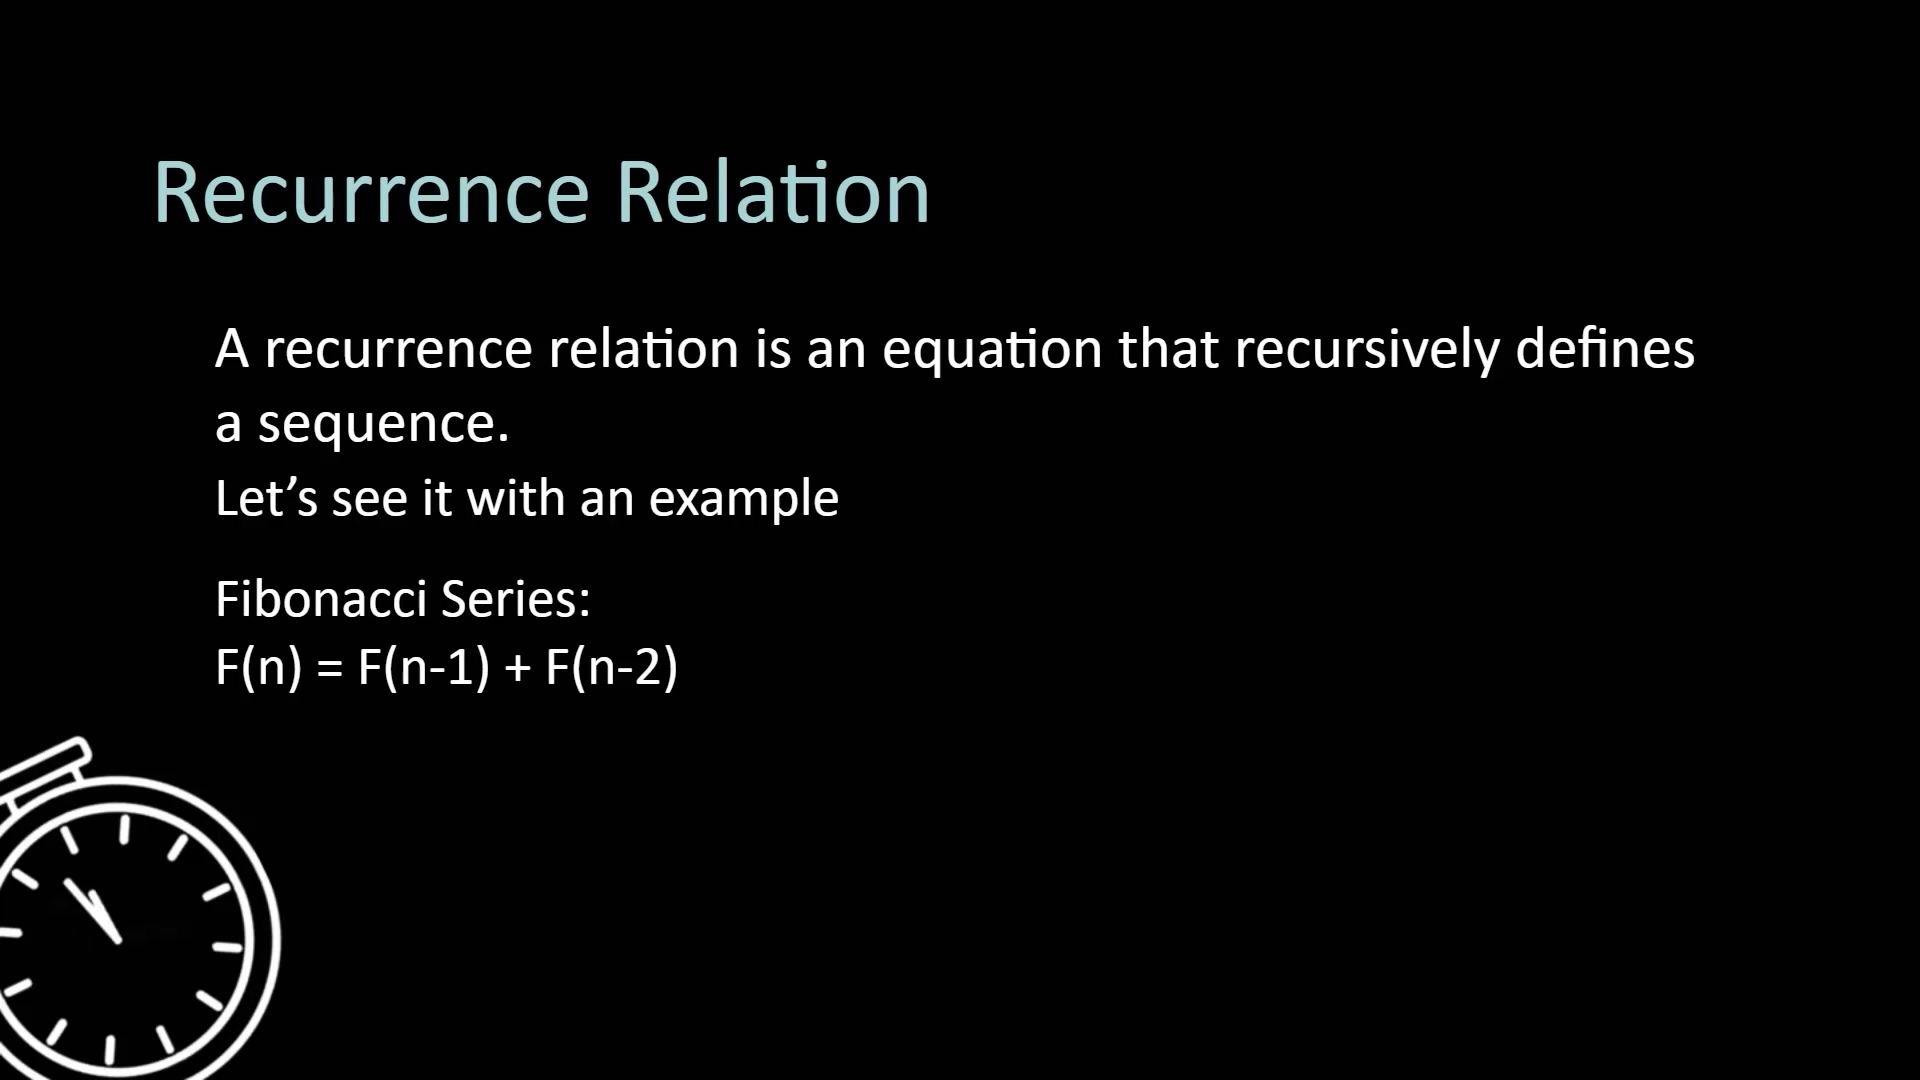 Recurrence Relation
A recurrence relation is an equation that recursively defines
a sequence.
Let’s see it with an example
Fibonacci Series:
F(n) = F(n-1) + F(n-2)